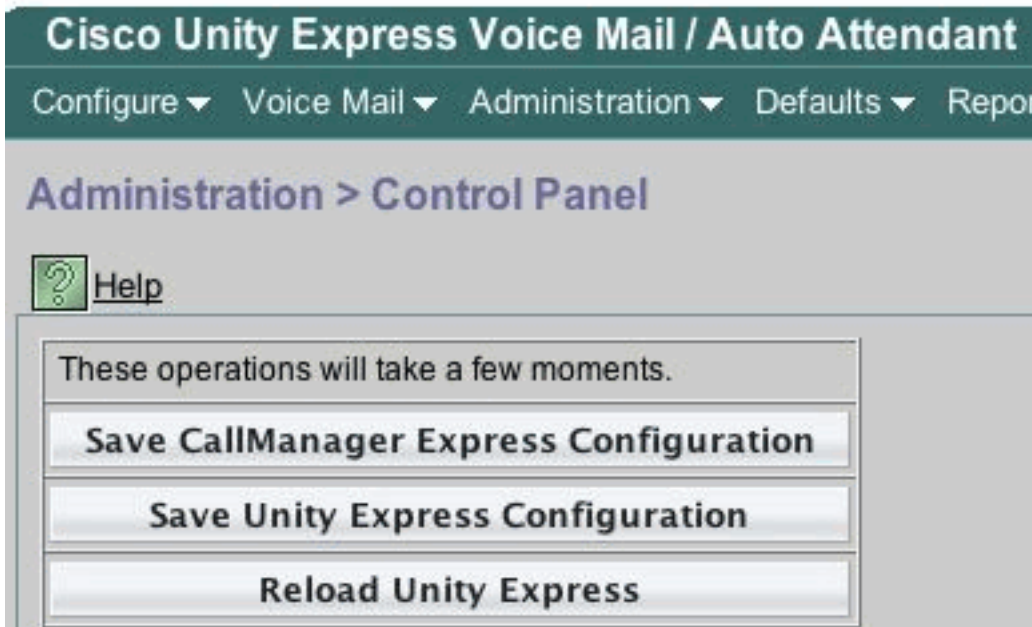 Cisco Unity Express Voice Mail / Auto Attendant
Configure Voice Mail Administration Defaults
Administration > Control Panel
Help
These operations will take a few moments.
Save CallManager Express Configuration
Save Unity Express Configuration
Reload Unity Express